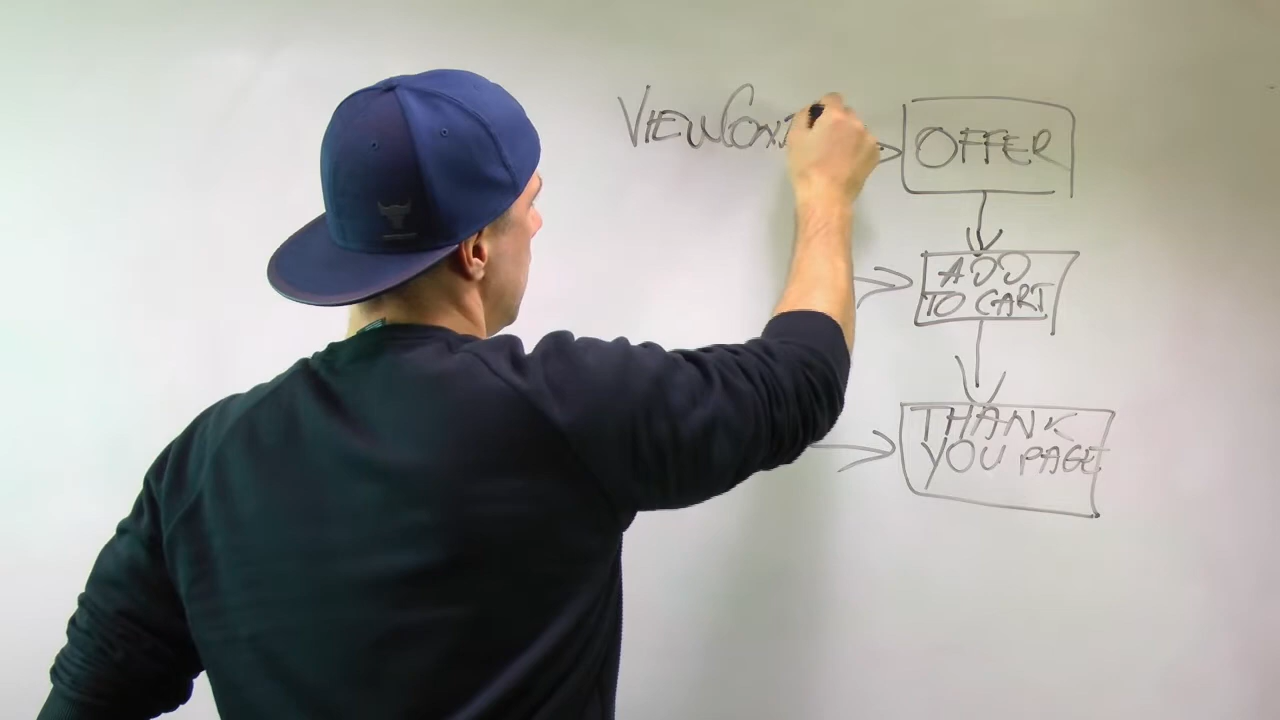 VIEWCONT
OFFER
ADD
TO CART
THANK
YOU PAGE